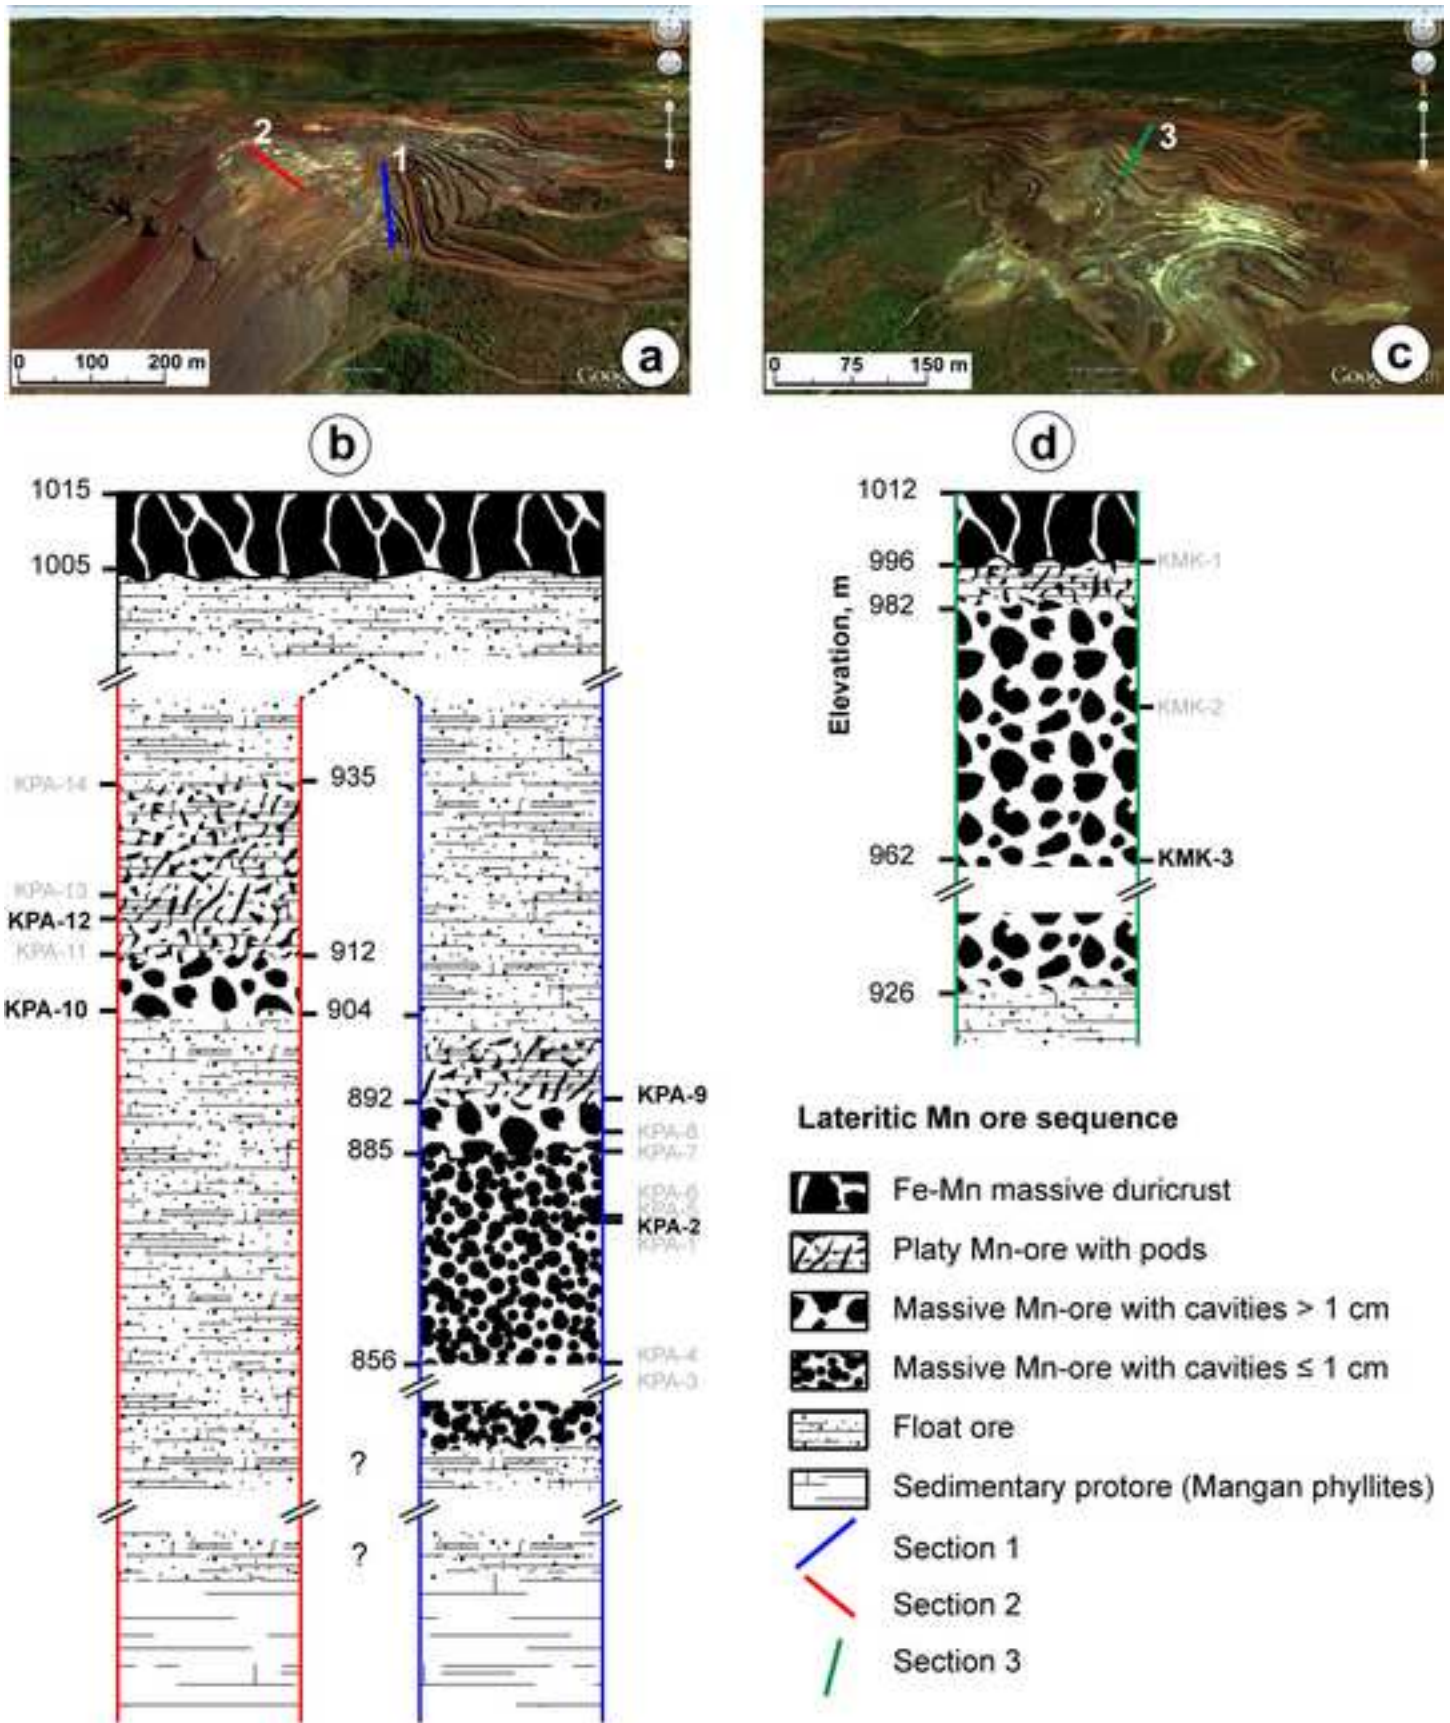 2
1
3
0 100 200 m
a
0 75 150 m
c
b
d
1015
1005
KPA-14
935
KPA-13
KPA-12
KPA-11
912
KPA-10
904
892
KPA-9
KPA-8
885
KPA-7
KPA-6
KPA-2
KPA-1
856
KPA-4
KPA-3
?
?
1012
996
KMK-1
982
Elevation, m
KMK-2
962
KMK-3
926
Lateritic Mn ore sequence
Fe-Mn massive duricrust
Platy Mn-ore with pods
Massive Mn-ore with cavities > 1 cm
Massive Mn-ore with cavities ≤ 1 cm
Float ore
Sedimentary protore (Mangan phyllites)
Section 1
Section 2
Section 3